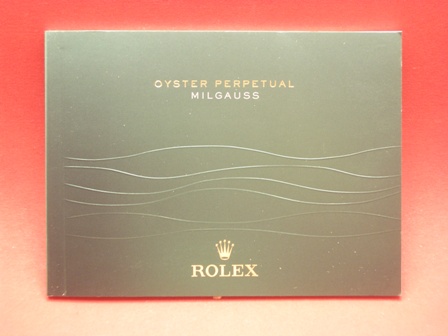 OYSTER PERPETUAL
MILGAUSS
ROLEX